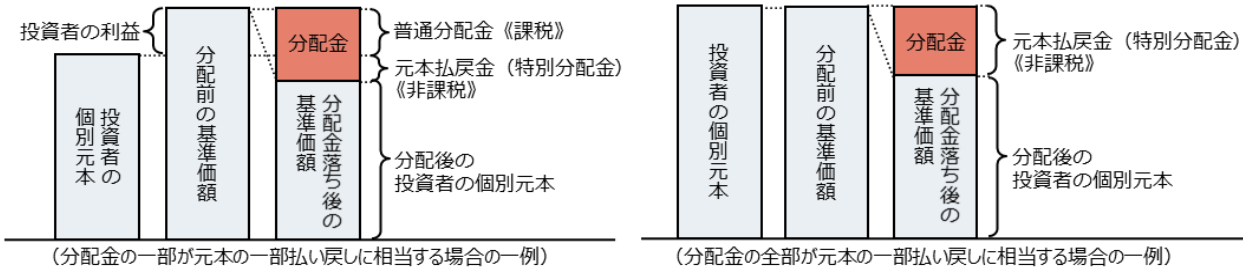 投資者の利益
投資者の
個別元本
分配前の基準価額
分配金
分配金落ち後の
基準価額
普通分配金《課税》
元本払戻金（特別分配金）
《非課税》
分配後の
投資者の個別元本
（分配金の一部が元本の一部払い戻しに相当する場合の一例）
投資者の個別元本
分配前の基準価額
分配金
分配金落ち後の
基準価額
元本払戻金（特別分配金）
《非課税》
分配後の
投資者の個別元本
（分配金の全部が元本の一部払い戻しに相当する場合の一例）